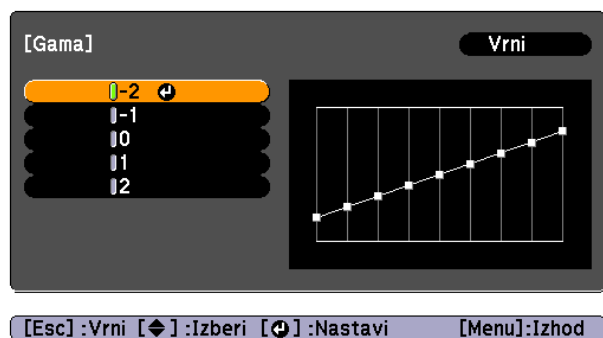 [Gama]
Vrni
-2
-1
0
1
2
[Esc] :Vrni [◆] :Izberi [↵] :Nastavi [Menu]:Izhod